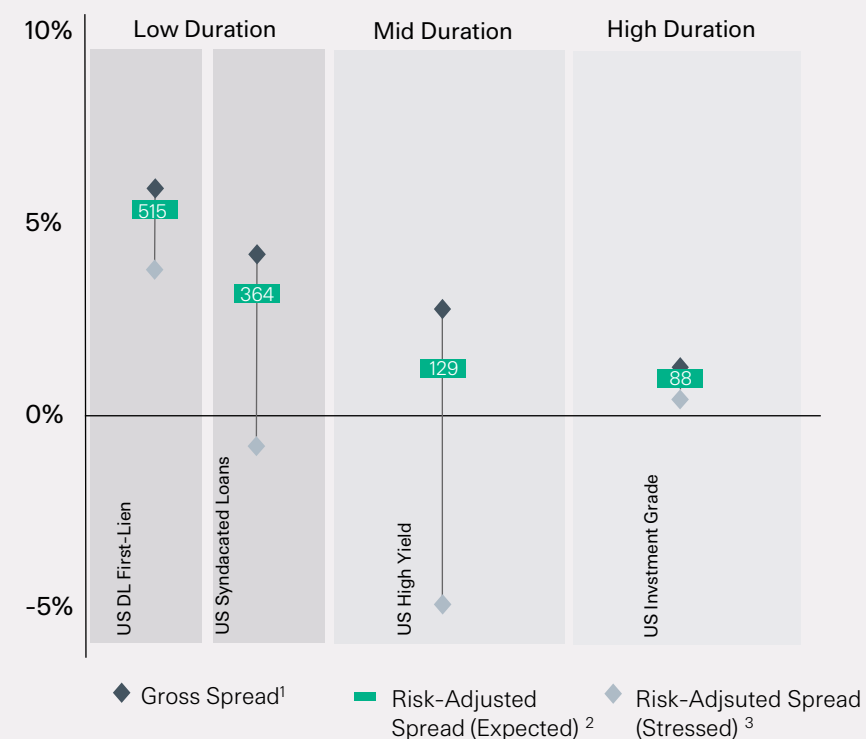 10%
Low Duration
Mid Duration
High Duration
5%
0%
-5%
515
364
129
88
US DL First-Lien
US Syndacated Loans
US High Yield
US Invstment Grade
Gross Spread¹
Risk-Adjusted
Spread (Expected) ²
Risk-Adjsuted Spread
(Stressed) ³